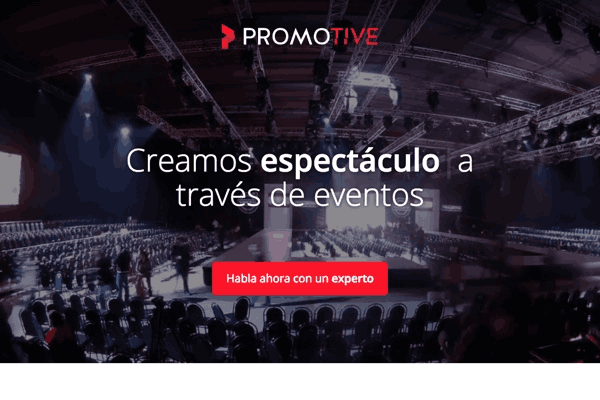 PROMOTIVE
Creamos espectáculo a
través de eventos
Habla ahora con un experto